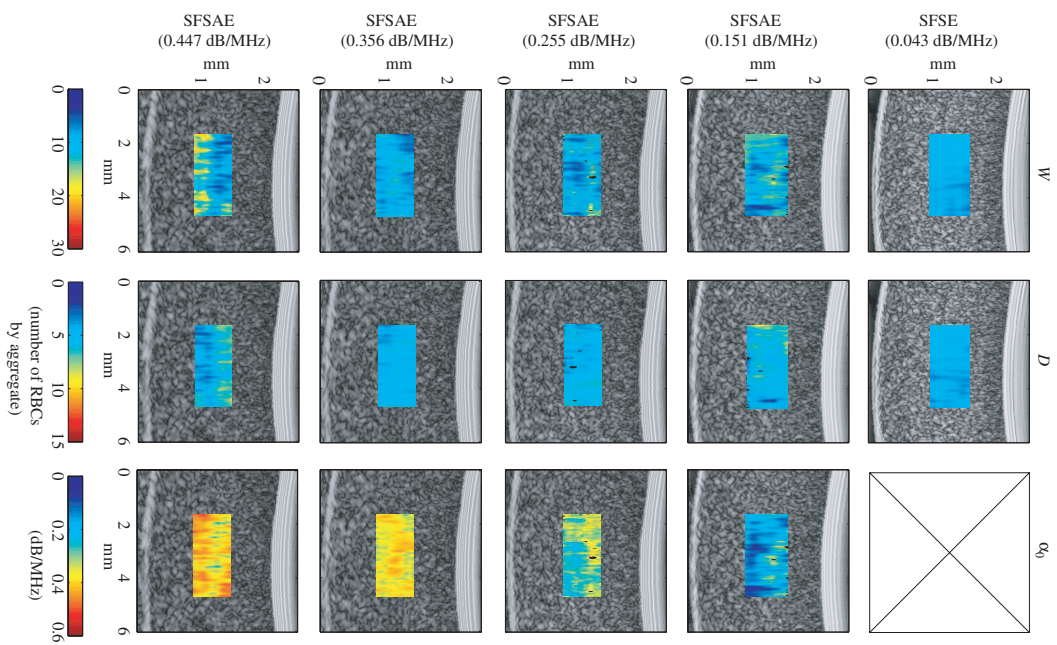 SFSAE
(0.447 dB/MHz)
SFSAE
(0.356 dB/MHz)
SFSAE
(0.255 dB/MHz)
SFSAE
(0.151 dB/MHz)
SFSE
(0.043 dB/MHz)
mm
mm
mm
mm
mm
1 2
0 1 2
0 1 2
0 1 2
0 1 2
W
0 2 4 6
mm
0 10 20 30
D
0 2 4 6
mm
0 5 10 15
(number of RBCs
by aggregate)
α0
0 2 4 6
mm
0 0.2 0.4 0.6
(dB/MHz)